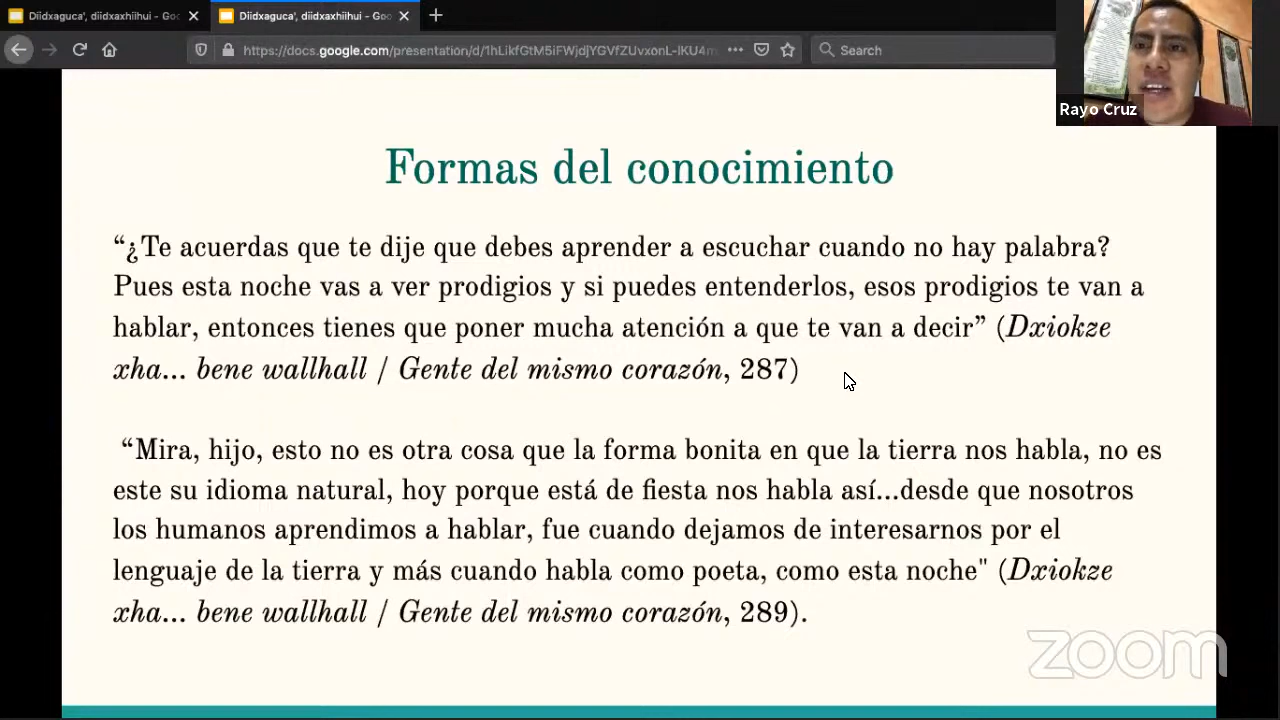 Diidxaguca', diidxaxhiihui - Goo
Diidxaguca', diidxaxhiihui - Goo
https://docs.google.com/presentation/d/1hLikfGtM5iFWjdjYGVfZUvxonL-IKU4m
Search
Rayo Cruz
Formas del conocimiento
“¿Te acuerdas que te dije que debes aprender a escuchar cuando no hay palabra?
Pues esta noche vas a ver prodigios y si puedes entenderlos, esos prodigios te van a
hablar, entonces tienes que poner mucha atención a que te van a decir” (Dxiokze
xha... bene wallhall / Gente del mismo corazón, 287)
“Mira, hijo, esto no es otra cosa que la forma bonita en que la tierra nos habla, no es
este su idioma natural, hoy porque está de fiesta nos habla así...desde que nosotros
los humanos aprendimos a hablar, fue cuando dejamos de interesarnos por el
lenguaje de la tierra y más cuando habla como poeta, como esta noche" (Dxiokze
xha... bene wallhall / Gente del mismo corazón, 289).
zoom